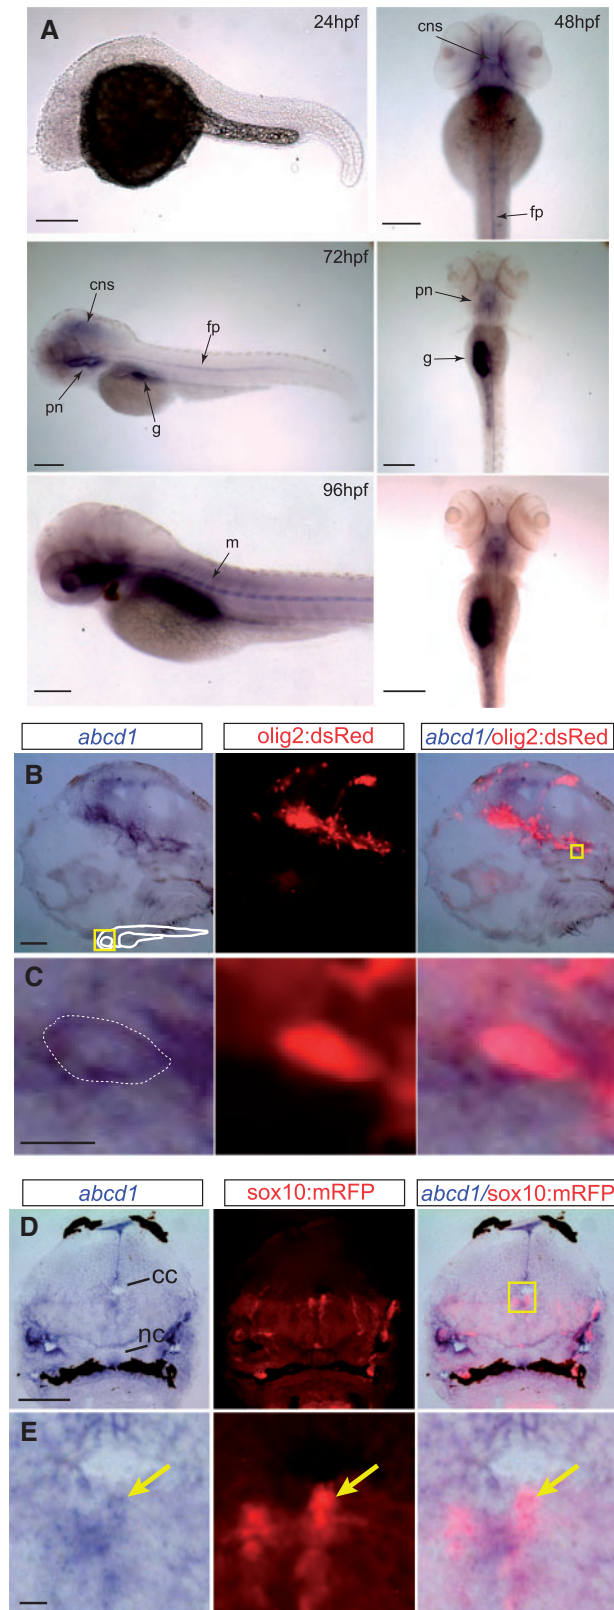 A
24hpf
48hpf
cns
fp
72hpf
cns
fp
pn
g
pn
g
96hpf
m
abcd1
olig2:dsRed
abcd1/olig2:dsRed
B
C
abcd1
sox10:mRFP
abcd1/sox10:mRFP
D
cc
nc
E